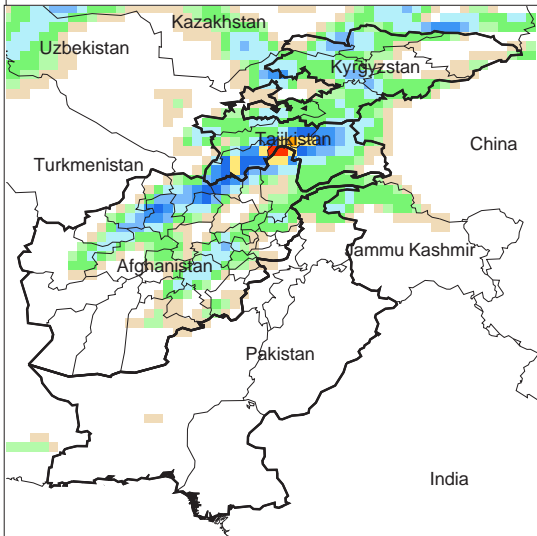 Kazakhstan
Uzbekistan
Kyrgyzstan
Tajikistan
China
Turkmenistan
Jammu Kashmir
Afghanistan
Pakistan
India